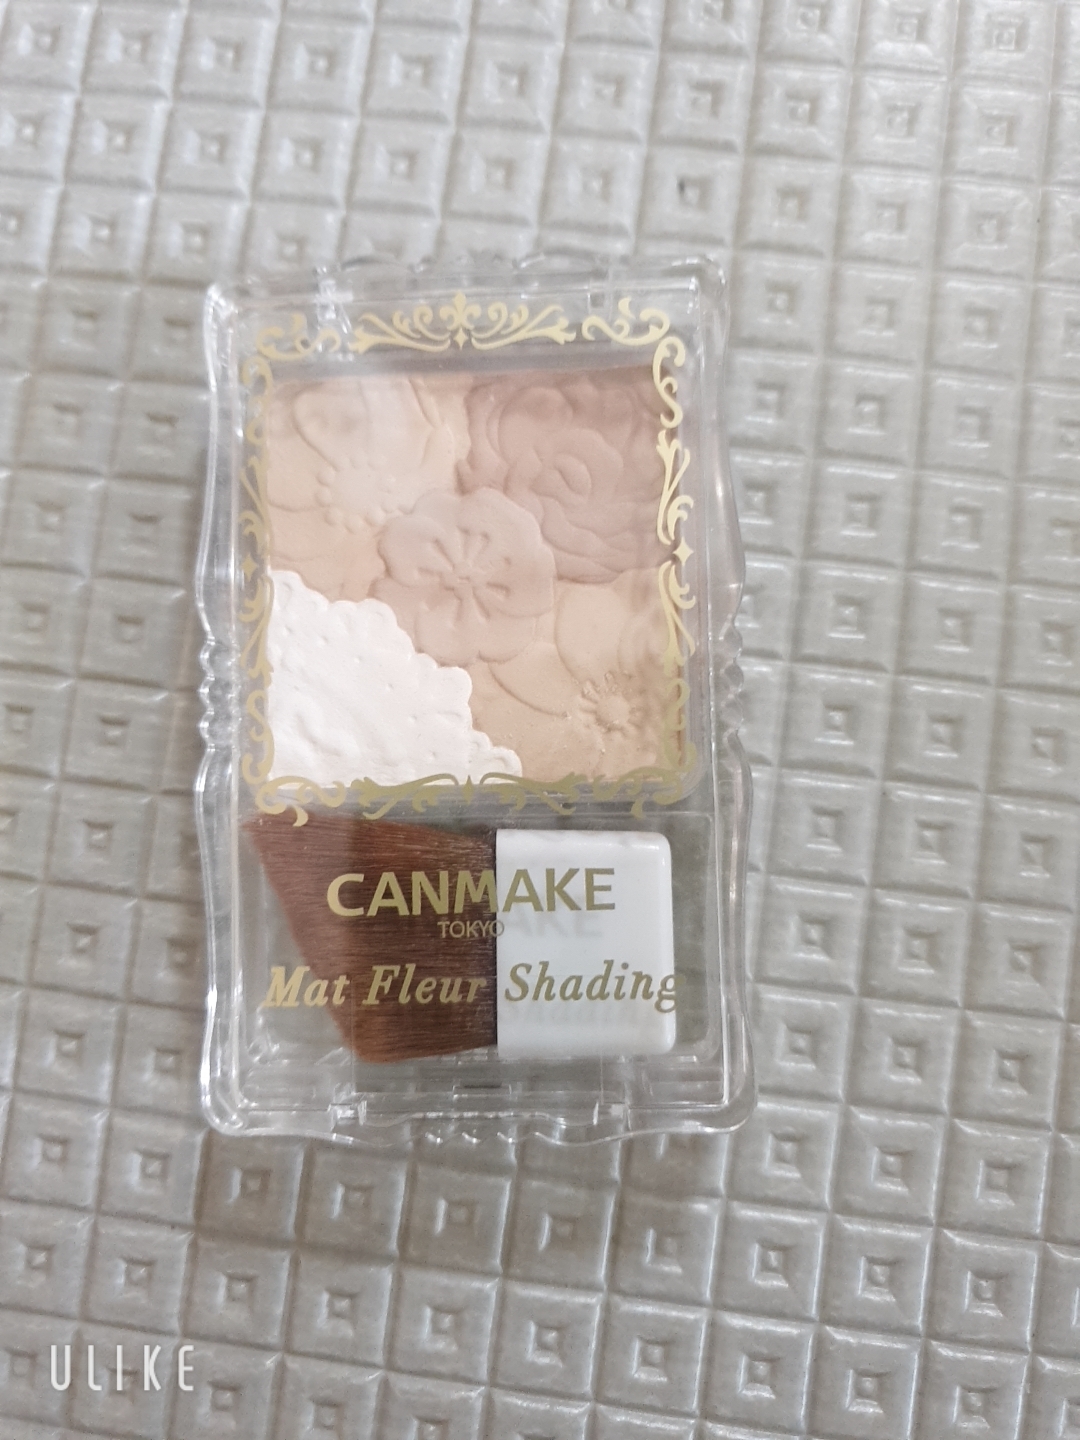 CANMAKE
TOKYO
Mat Fleur Shading
ULIKE